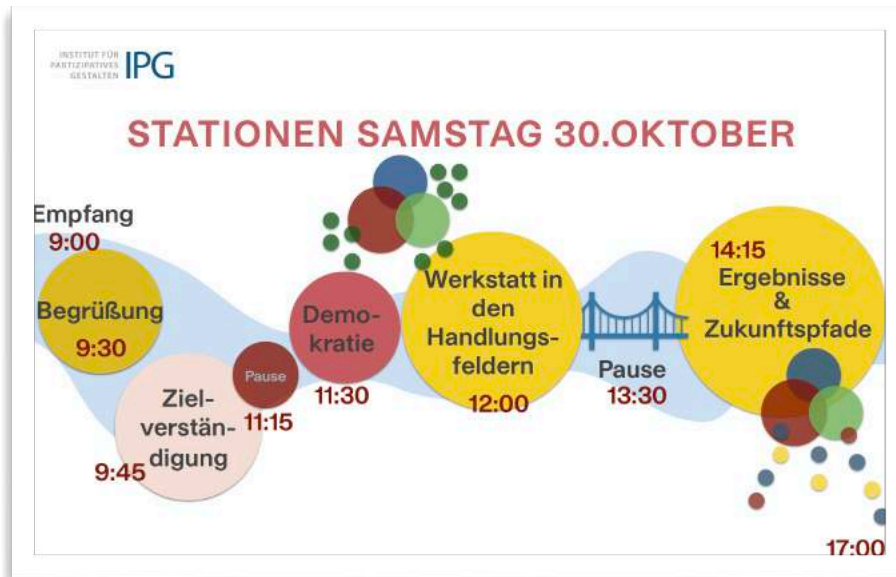 INSTITUT FÜR
PARTIZIPATIVES
GESTALTEN
IPG
STATIONEN SAMSTAG 30.OKTOBER
Empfang
9:00
Begrüßung
9:30
Ziel-
verstän-
digung
9:45
Pause
11:15
Demo-
kratie
11:30
Werkstatt in
den
Handlungs-
feldern
12:00
Pause
13:30
14:15
Ergebnisse
&
Zukunftspfade
17:00